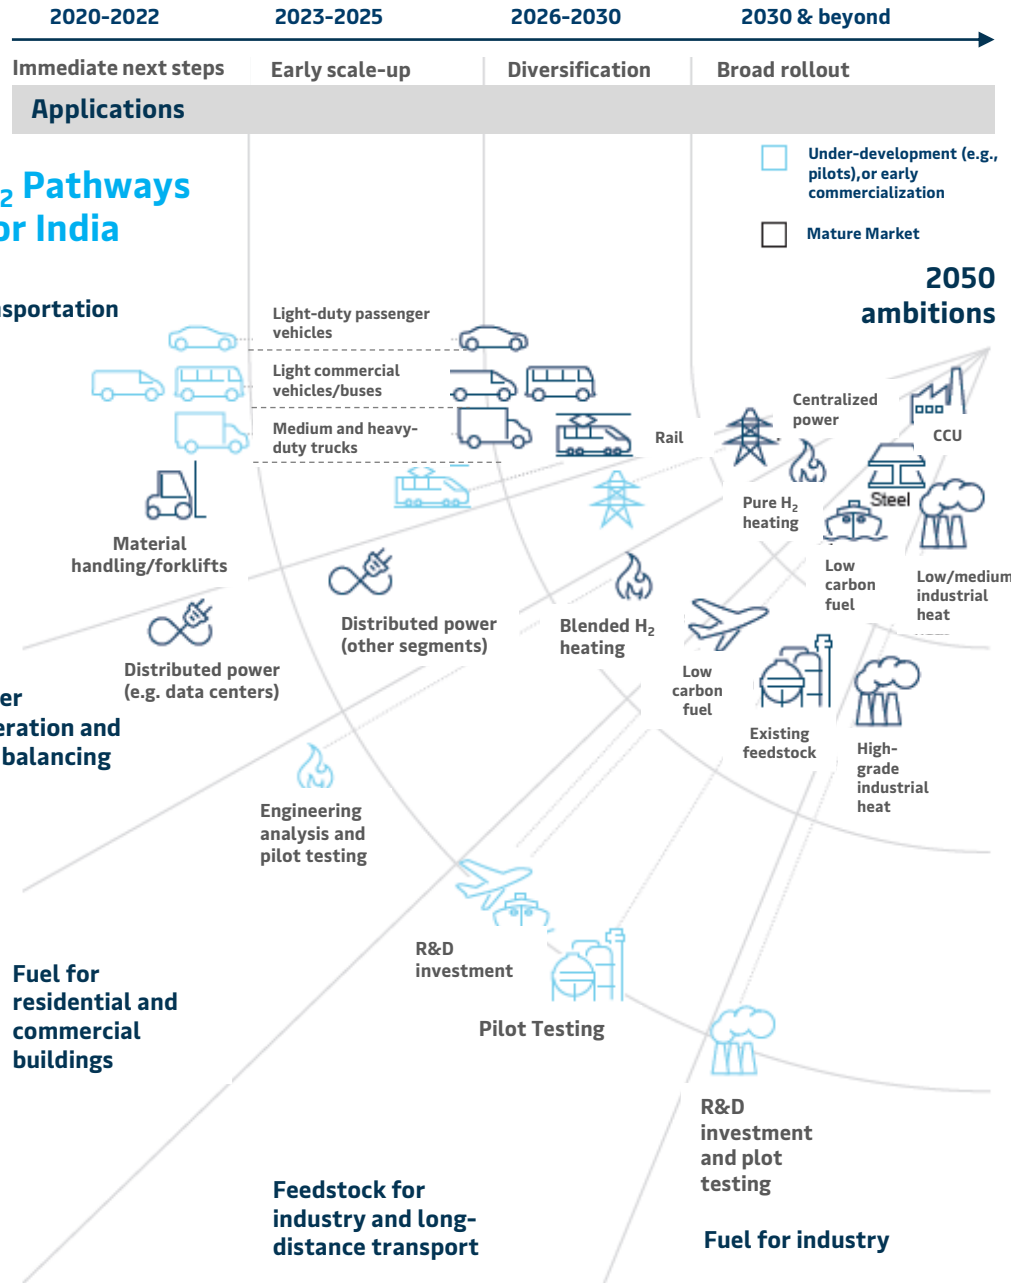 2020-2022
2023-2025
2026-2030
2030 & beyond
Immediate next steps
Early scale-up
Diversification
Broad rollout
Applications
Under-development (e.g.,
pilots),or early
commercialization
Mature Market
2 Pathways
or India
2050
ambitions
nsportation
Light-duty passenger
vehicles
Light commercial
vehicles/buses
Medium and heavy-
duty trucks
Rail
Centralized
power
CCU
Steel
Pure H2
heating
Low
carbon
fuel
Low/medium
industrial
heat
Material
handling/forklifts
Distributed power
(other segments)
Blended H2
heating
Distributed power
(e.g. data centers)
Low
carbon
fuel
Existing
feedstock
High-
grade
industrial
heat
er
eration and
balancing
Engineering
analysis and
pilot testing
R&D
investment
Pilot Testing
Fuel for
residential and
commercial
buildings
R&D
investment
and plot
testing
Feedstock for
industry and long-
distance transport
Fuel for industry